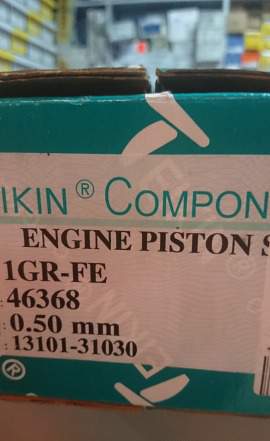 IKIN® COMPON
ENGINE PISTON S
1GR-FE
: 46368
: 0.50 mm
: 13101-31030
®